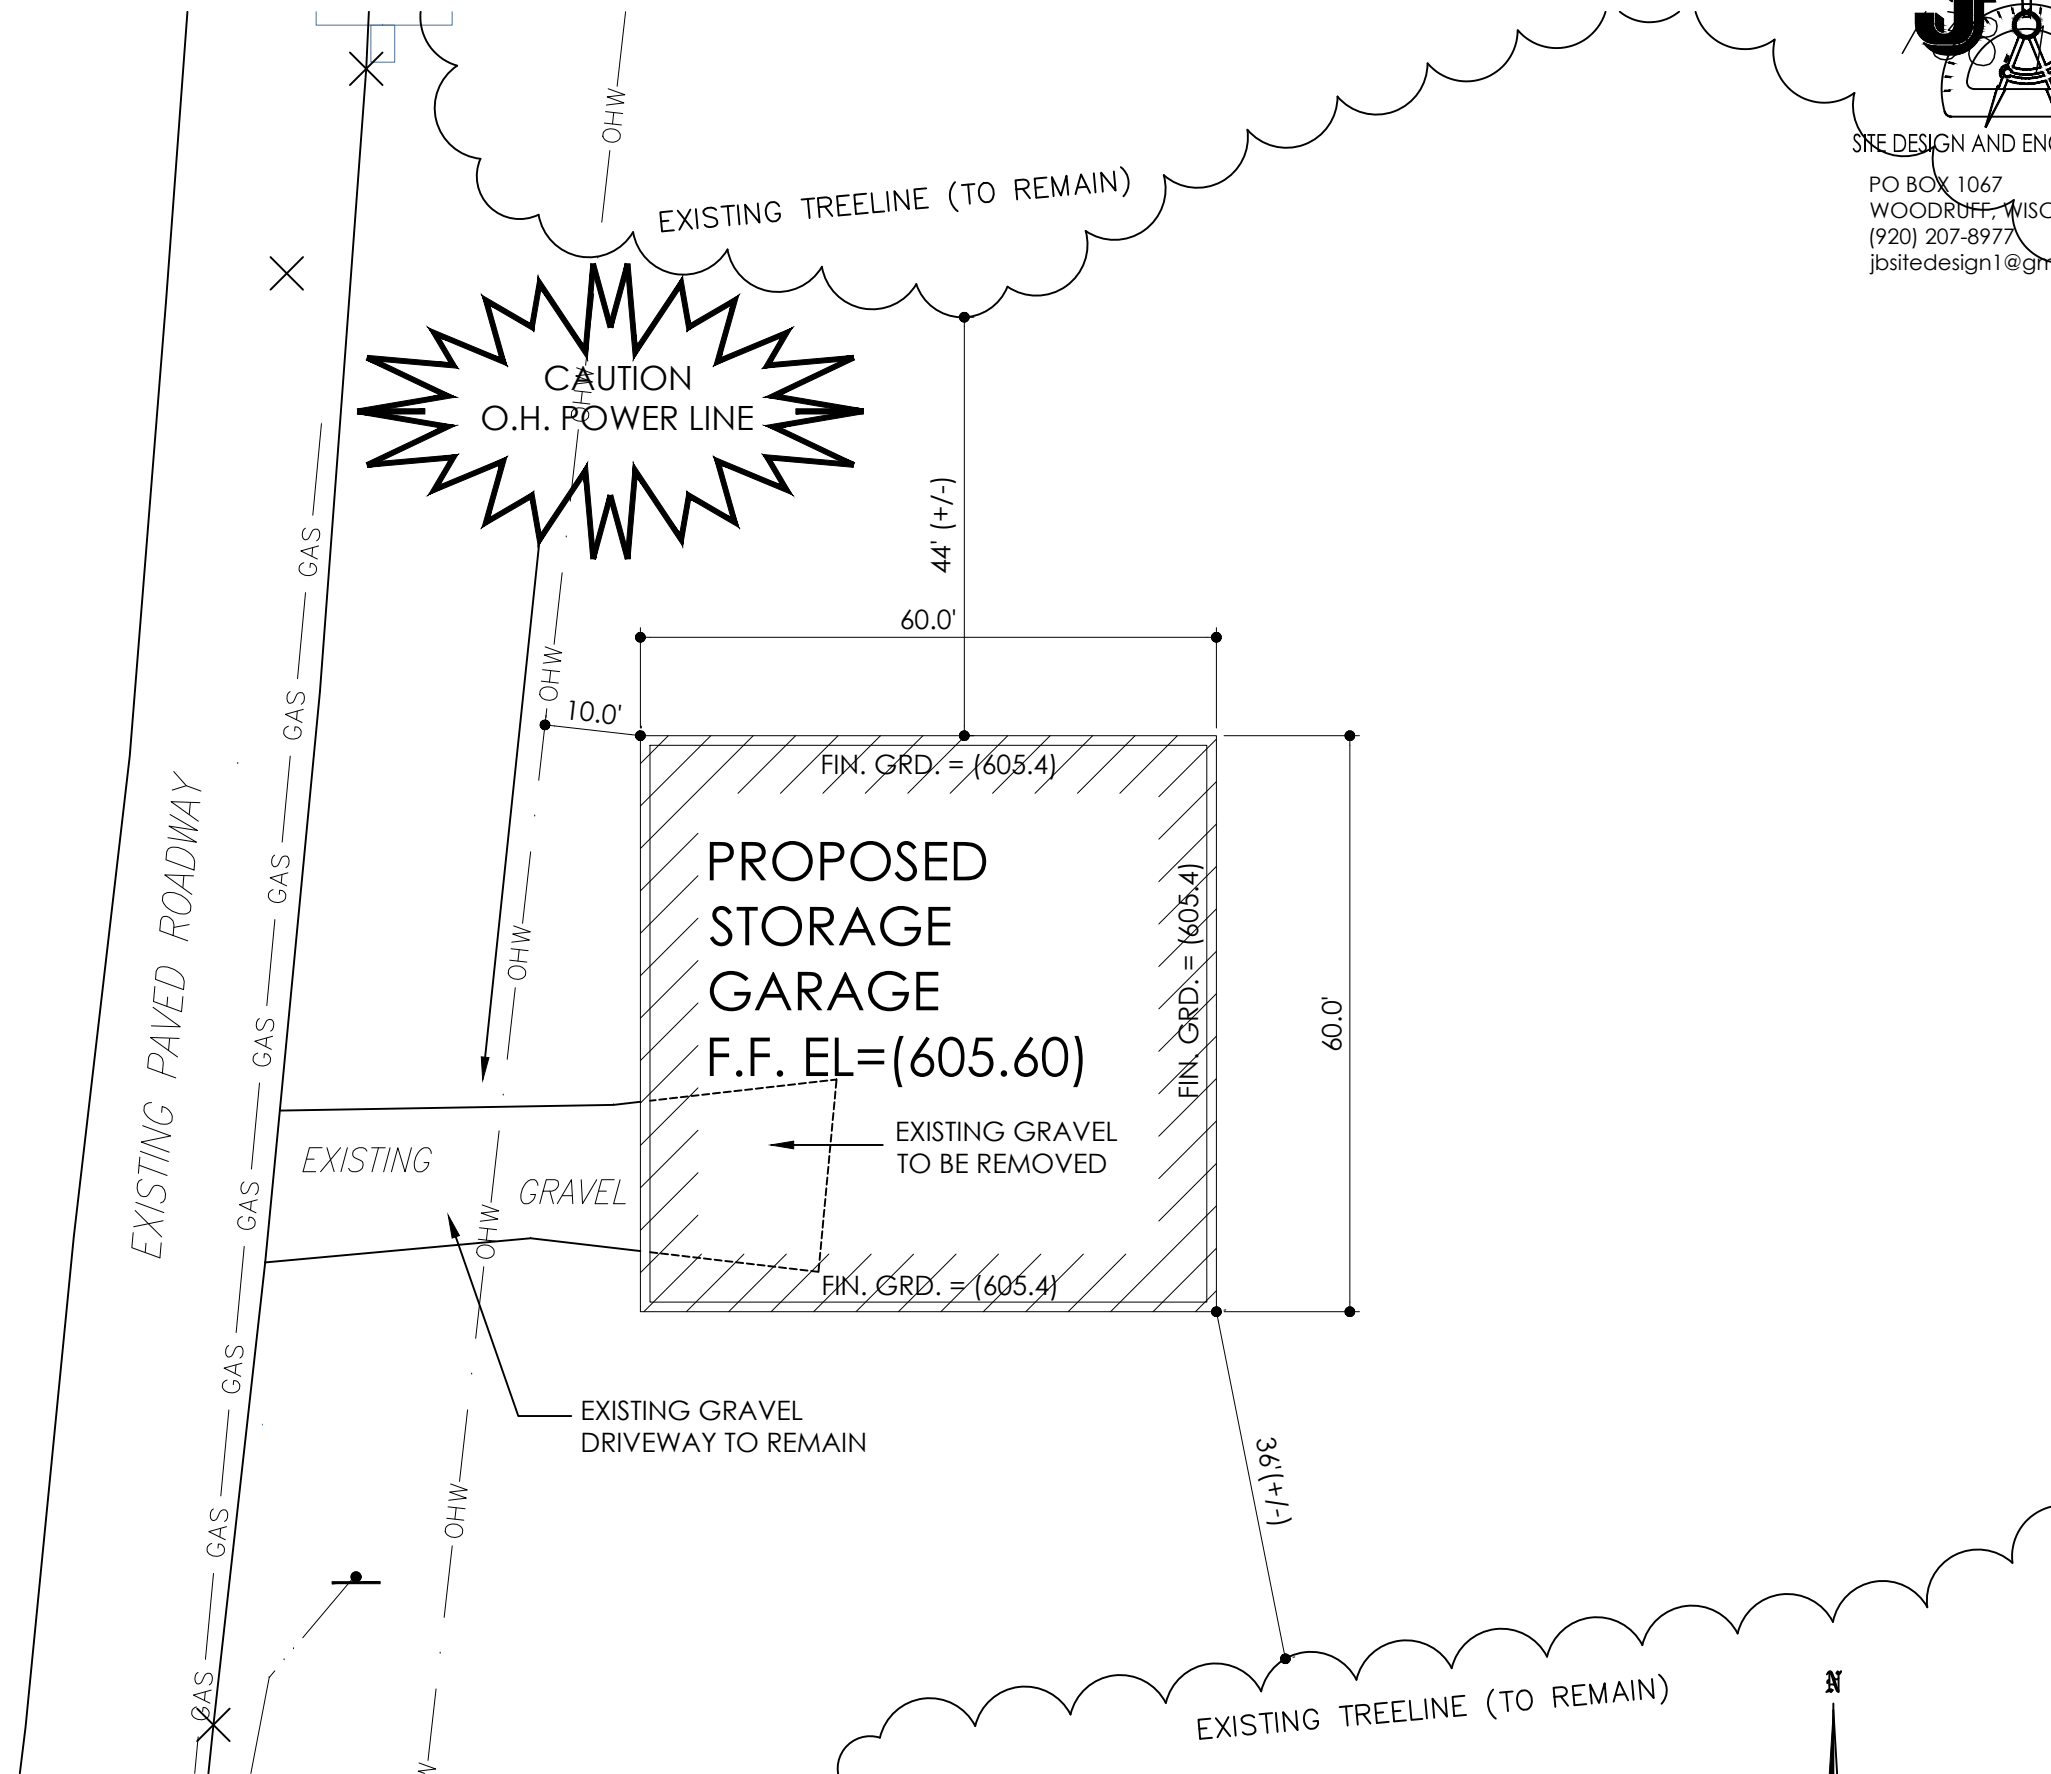 J
SITE DESIGN AND
PO BOX 1067
WOODRUFF,
(920) 207-8977
OHW
EXISTING TREELINE (TO REMAIN)
CAUTION
O.H. POWER LINE
OHW
44' (+/-)
60.0'
10.0'
OHW
GAS
GAS
GAS
GAS
GAS
GAS
GAS
GAS
EXISTING PAVED ROADWAY
FIN. GRD. = (605.4)
PROPOSED
STORAGE
GARAGE
F.F. EL=(605.60)
FIN. GRD. = (605.4)
60.0'
OHW
EXISTING GRAVEL
TO BE REMOVED
EXISTING
GRAVEL
OHW
FIN. GRD. = (605.4)
EXISTING GRAVEL
DRIVEWAY TO REMAIN
36'(+/-)
OHW
EXISTING TREELINE (TO REMAIN)
N